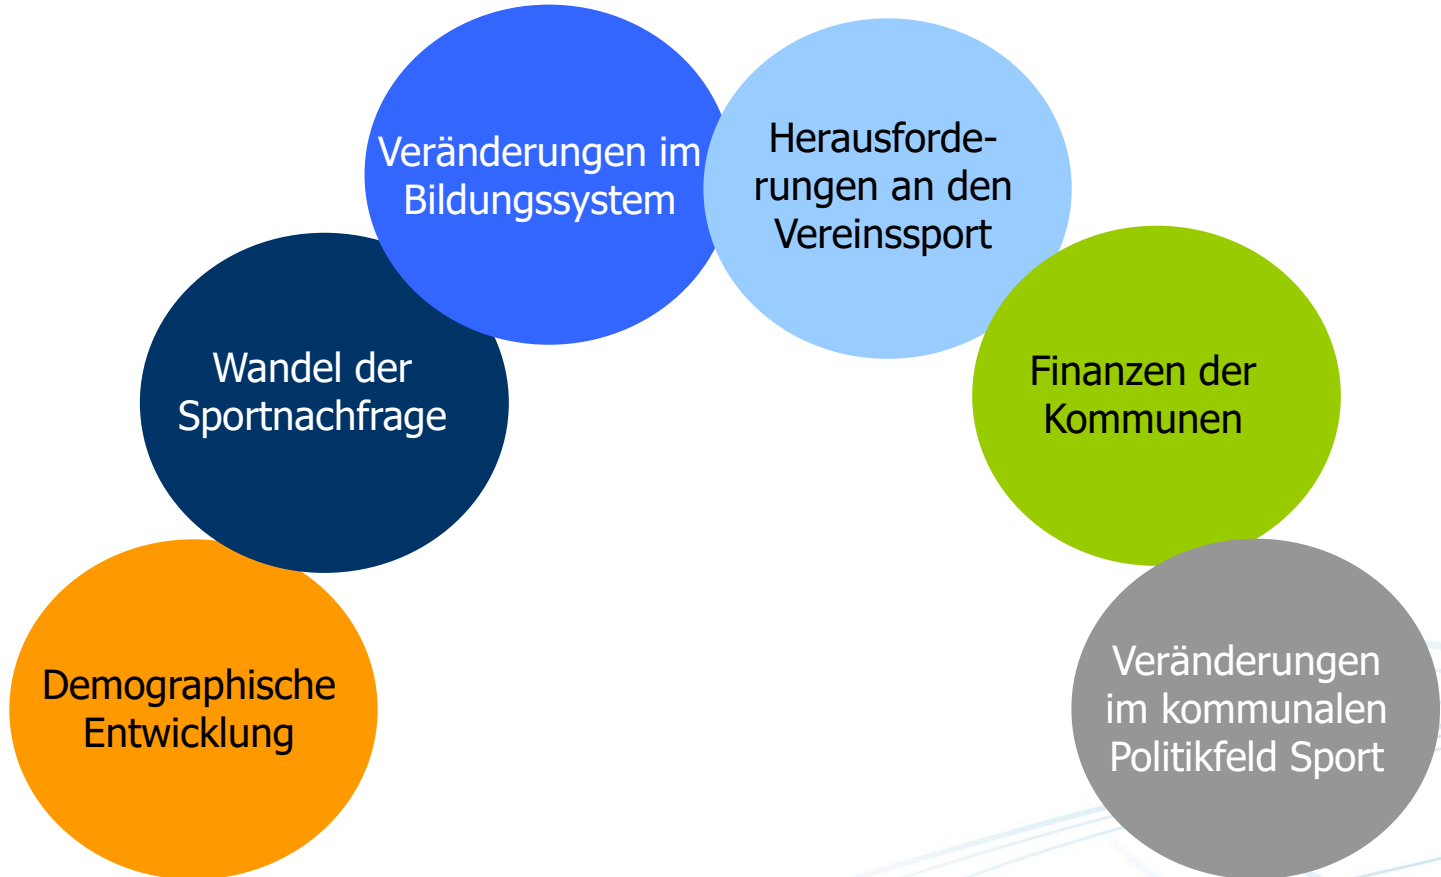 Demographische
Entwicklung
Wandel der
Sportnachfrage
Veränderungen im
Bildungssystem
Herausforde-
rungen an den
Vereinssport
Finanzen der
Kommunen
Veränderungen
im kommunalen
Politikfeld Sport